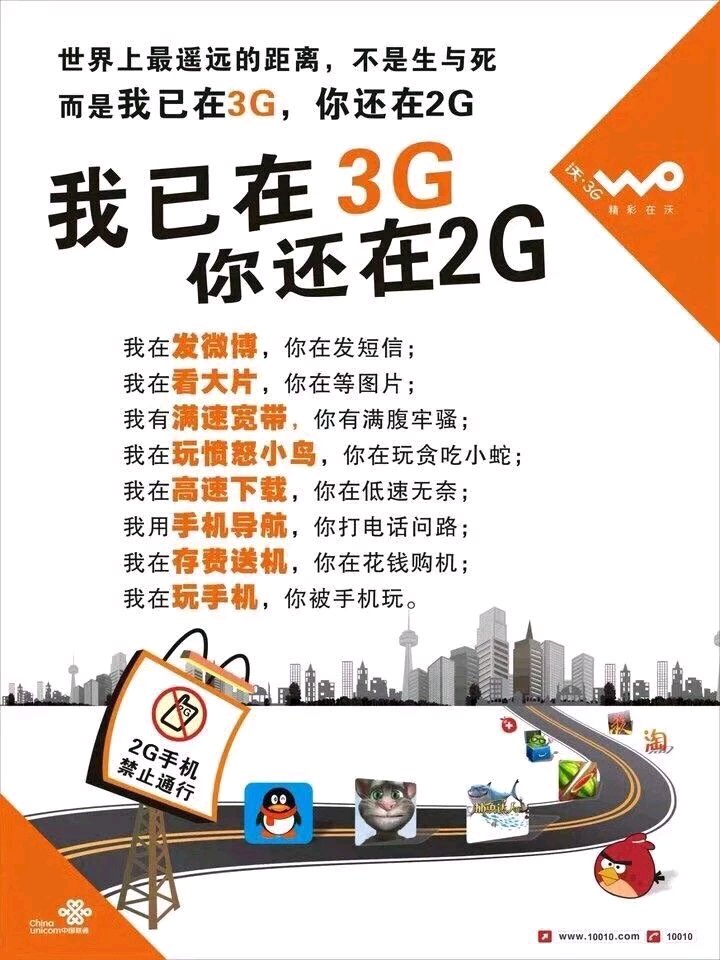 世界上最遥远的距离，不是生与死
而是我已在3G，你还在2G
我已在3G
你还在2G
沃·3G
wo
精彩在沃
我在发微博，你在发短信；
我在看大片，你在等图片；
我有满速宽带，你有满腹牢骚；
我在玩愤怒小鸟，你在玩贪吃小蛇；
我在高速下载，你在低速无奈；
我用手机导航，你打电话问路；
我在存费送机，你在花钱购机；
我在玩手机，你被手机玩。
2G
2G手机
禁止通行
捕鱼达人
淘
China
unicom中国联通
www.10010.com
10010